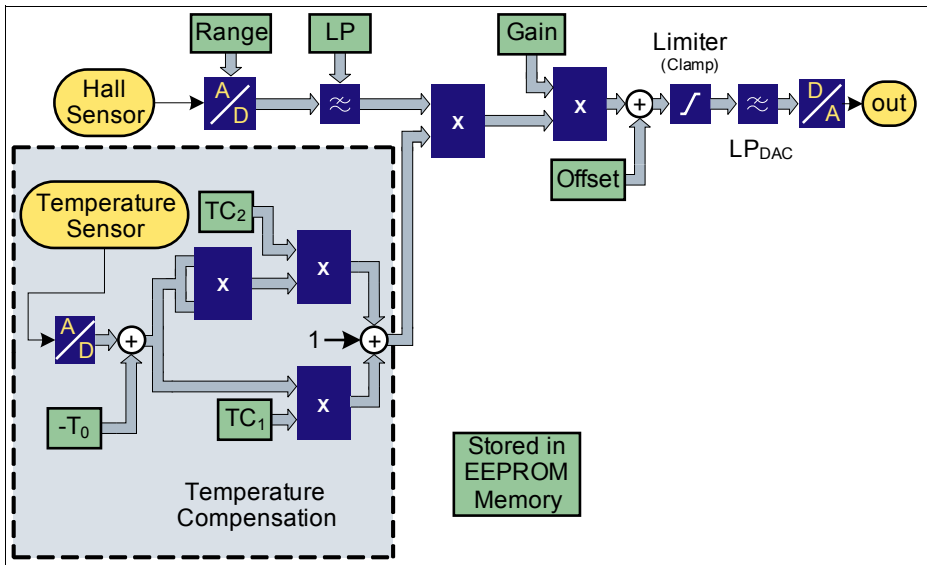 Range
LP
Gain
Limiter
(Clamp)
Hall
Sensor
A
D
x
x
D
A
out
LP_DAC
Offset
Temperature
Sensor
TC₂
x
x
A
D
1
-T₀
TC₁
x
Stored in
EEPROM
Memory
Temperature
Compensation